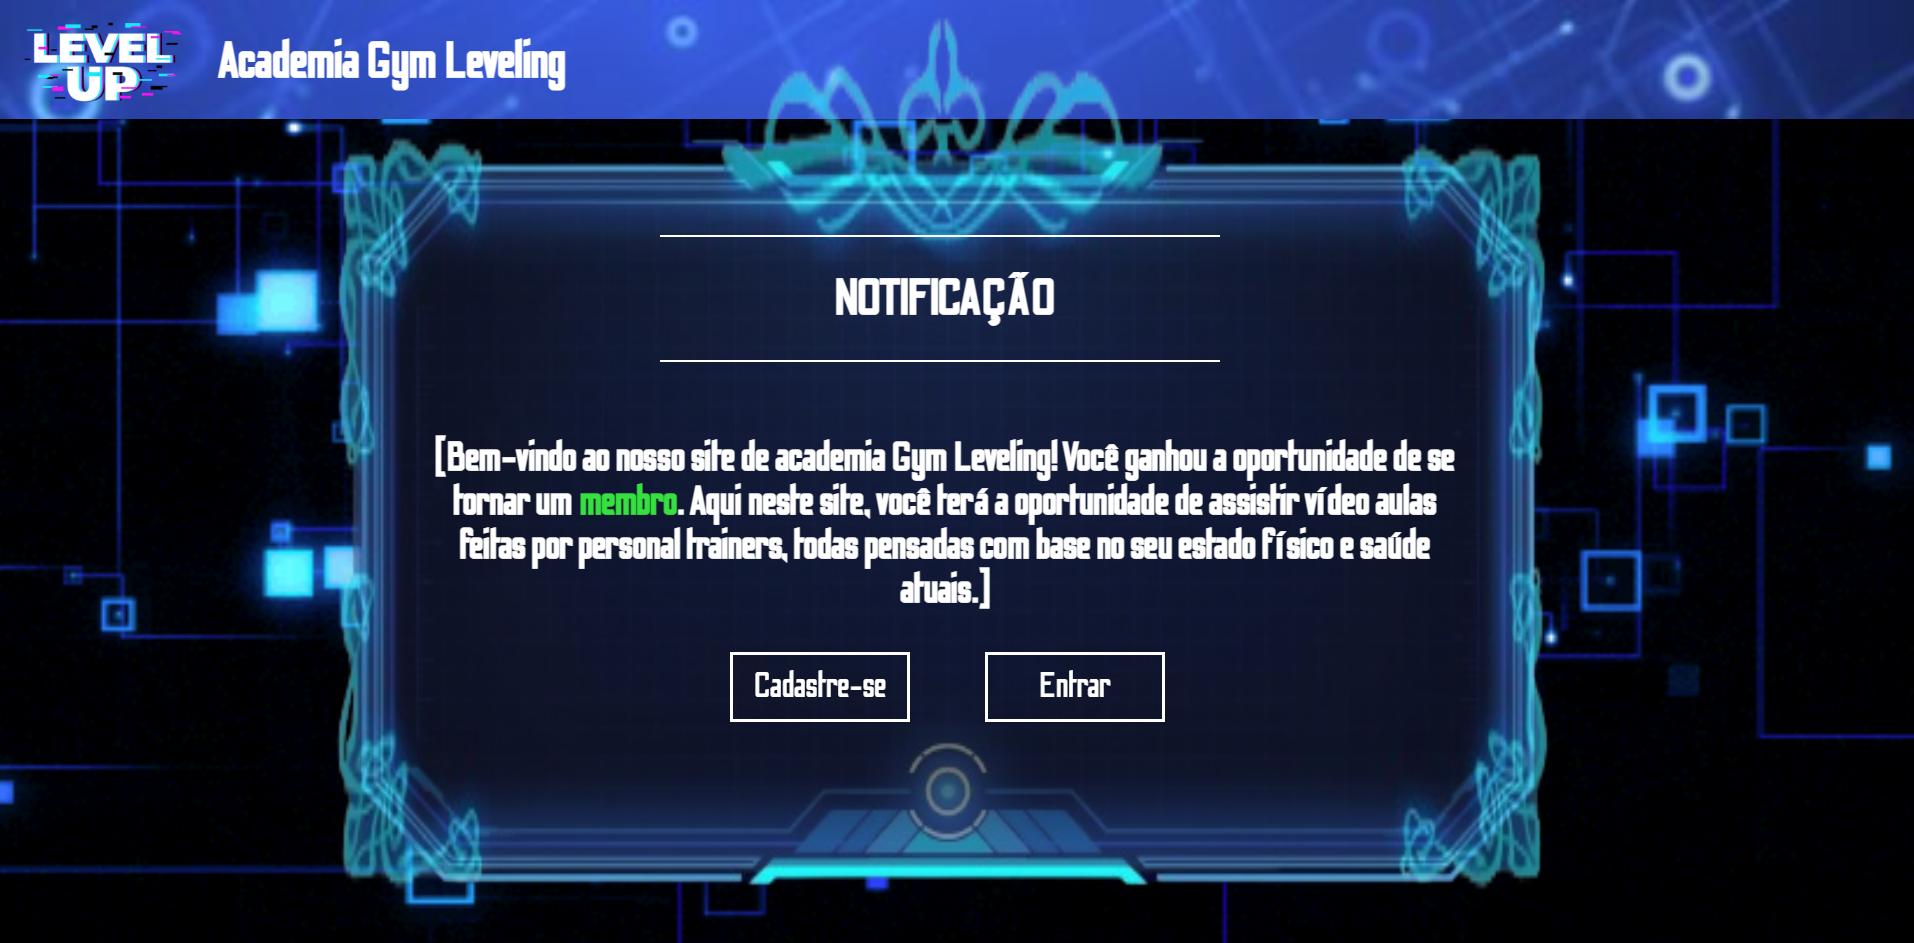 LEVEL
UP
Academia Gym Leveling
NOTIFICAÇÃO
[Bem-vindo ao nosso site de academia Gym Leveling! Você ganhou a oportunidade de se
tornar um membro. Aqui neste site, você terá a oportunidade de assistir vídeo aulas
feitas por personal trainers, todas pensadas com base no seu estado físico e saúde
atuais.]
Cadastre-se
Entrar